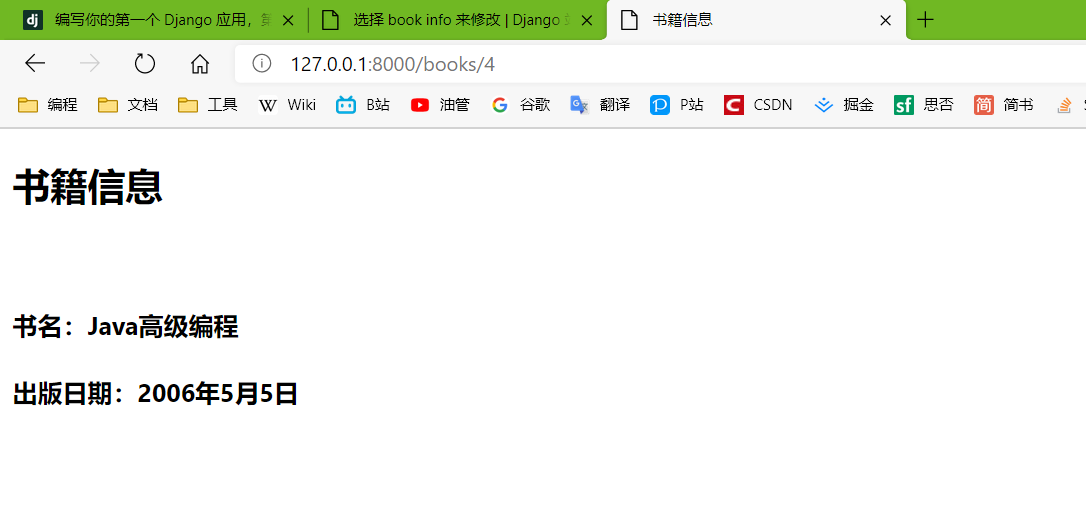 dj 编写你的第一个 Django 应用，第 选择 book info 来修改 | Django 书籍信息
127.0.0.1:8000/books/4
编程 文档 工具 W Wiki B站 油管 G 谷歌 翻译 P站 C CSDN 掘金 sf 思否 简 简书
书籍信息
书名：Java高级编程
出版日期：2006年5月5日